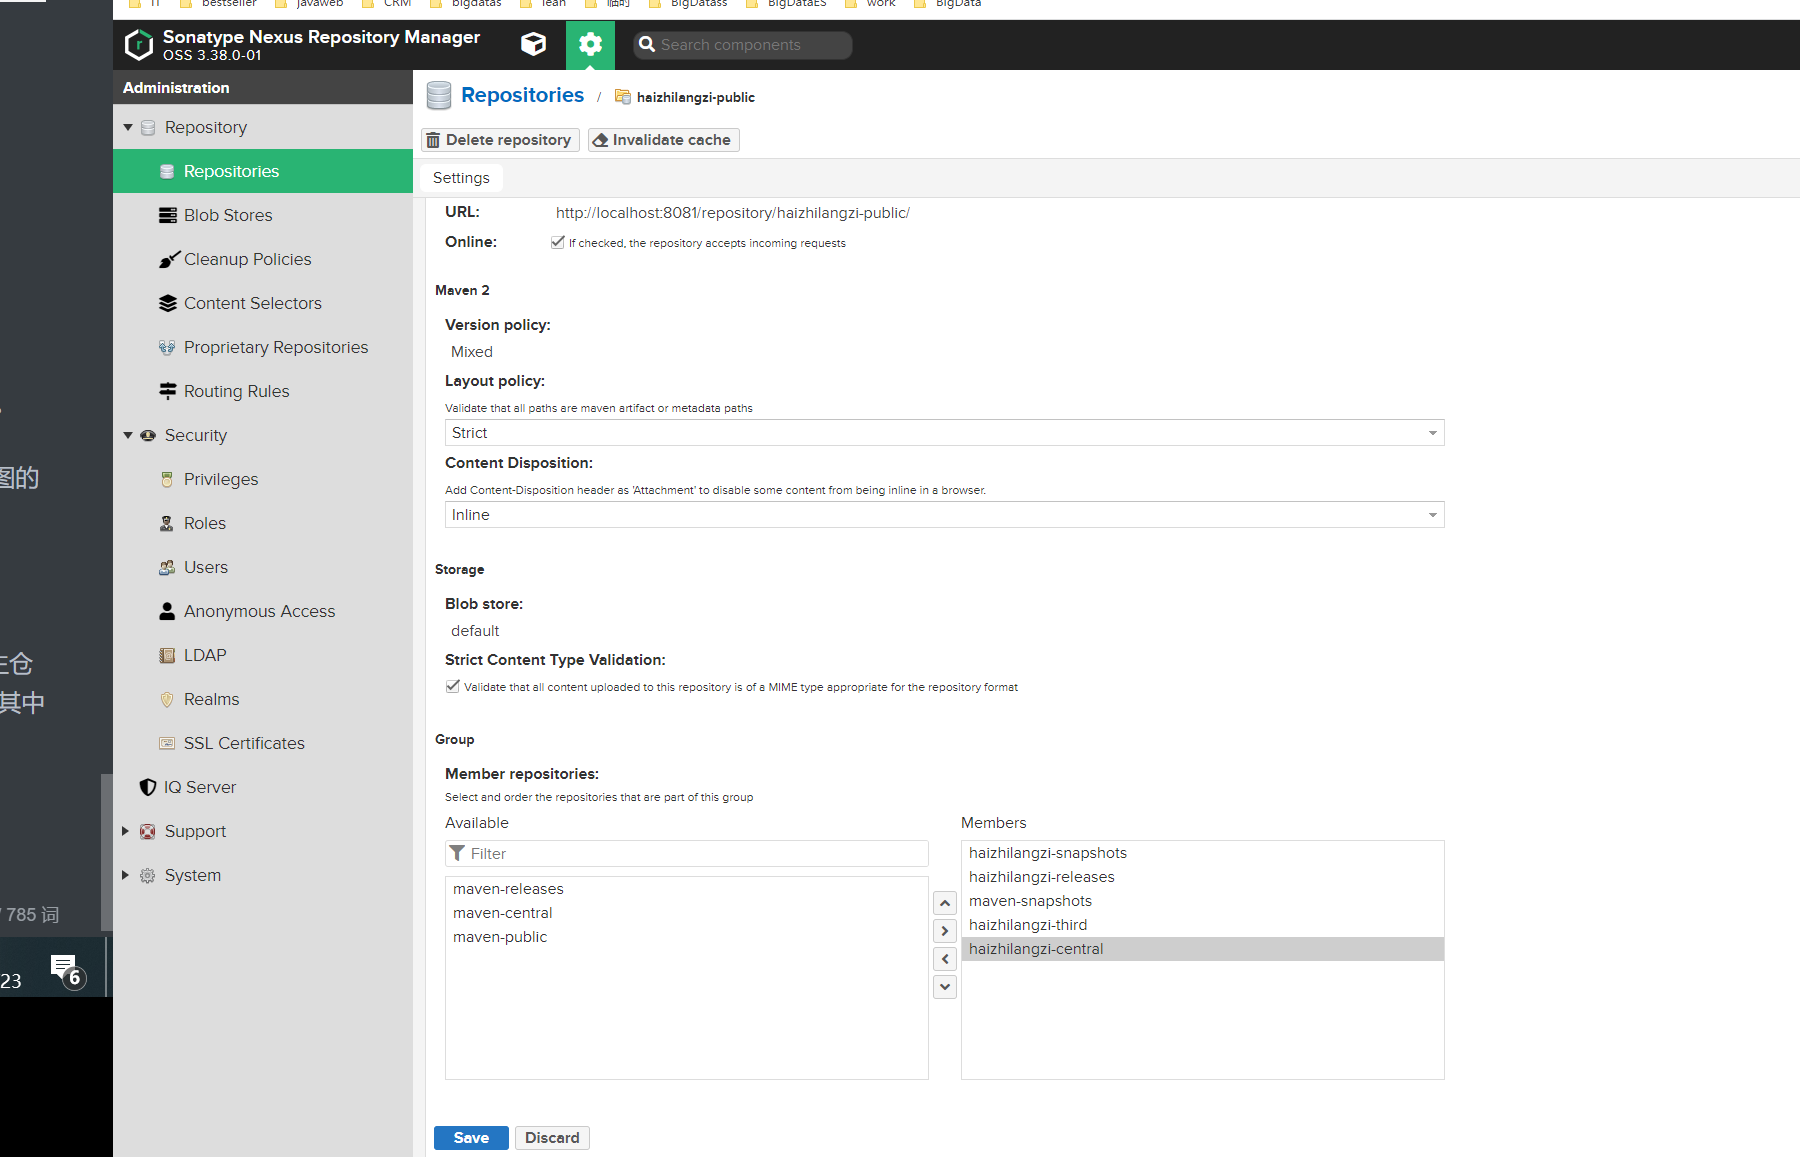 IT bestseller javaweb CRM bigdatas lean 临时 BigDatass BigDataES work BigData
Sonatype Nexus Repository Manager
OSS 3.38.0-01
Search components
Administration
Repository
Repositories
Blob Stores
Cleanup Policies
Content Selectors
Proprietary Repositories
Routing Rules
Security
Privileges
Roles
Users
Anonymous Access
LDAP
Realms
SSL Certificates
IQ Server
Support
System
图的
仓
其中
/ 785 词
23
6
Repositories / haizhilangzi-public
Delete repository Invalidate cache
Settings
URL: http://localhost:8081/repository/haizhilangzi-public/
Online: If checked, the repository accepts incoming requests
Maven 2
Version policy:
Mixed
Layout policy:
Validate that all paths are maven artifact or metadata paths
Strict
Content Disposition:
Add Content-Disposition header as 'Attachment' to disable some content from being inline in a browser.
Inline
Storage
Blob store:
default
Strict Content Type Validation:
Validate that all content uploaded to this repository is of a MIME type appropriate for the repository format
Group
Member repositories:
Select and order the repositories that are part of this group
Available
Filter
maven-releases
maven-central
maven-public
Members
haizhilangzi-snapshots
haizhilangzi-releases
maven-snapshots
haizhilangzi-third
haizhilangzi-central
Save Discard